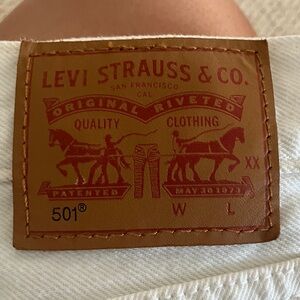 LEVI STRAUSS & CO.
SAN FRANCISCO
CAL
ORIGINAL RIVETED
QUALITY CLOTHING
XX
PATENTED MAY 20 1873
501® W L